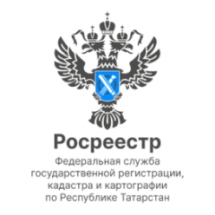 Росреестр
Федеральная служба
государственной регистрации,
кадастра и картографии
по Республике Татарстан